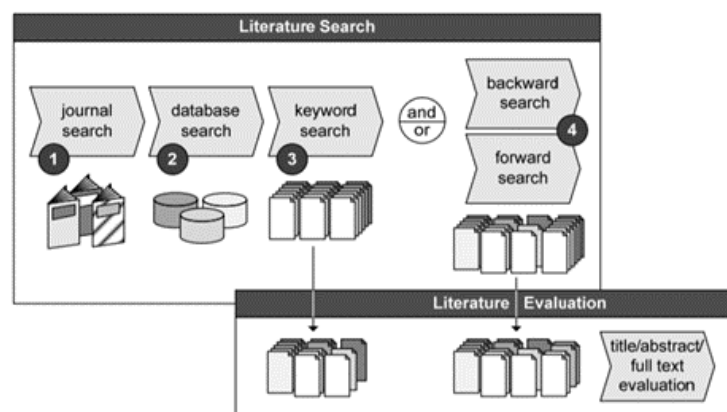 Literature Search
journal
search
1
database
search
2
keyword
search
3
and
or
backward
search
4
forward
search
Literature Evaluation
title/abstract/
full text
evaluation